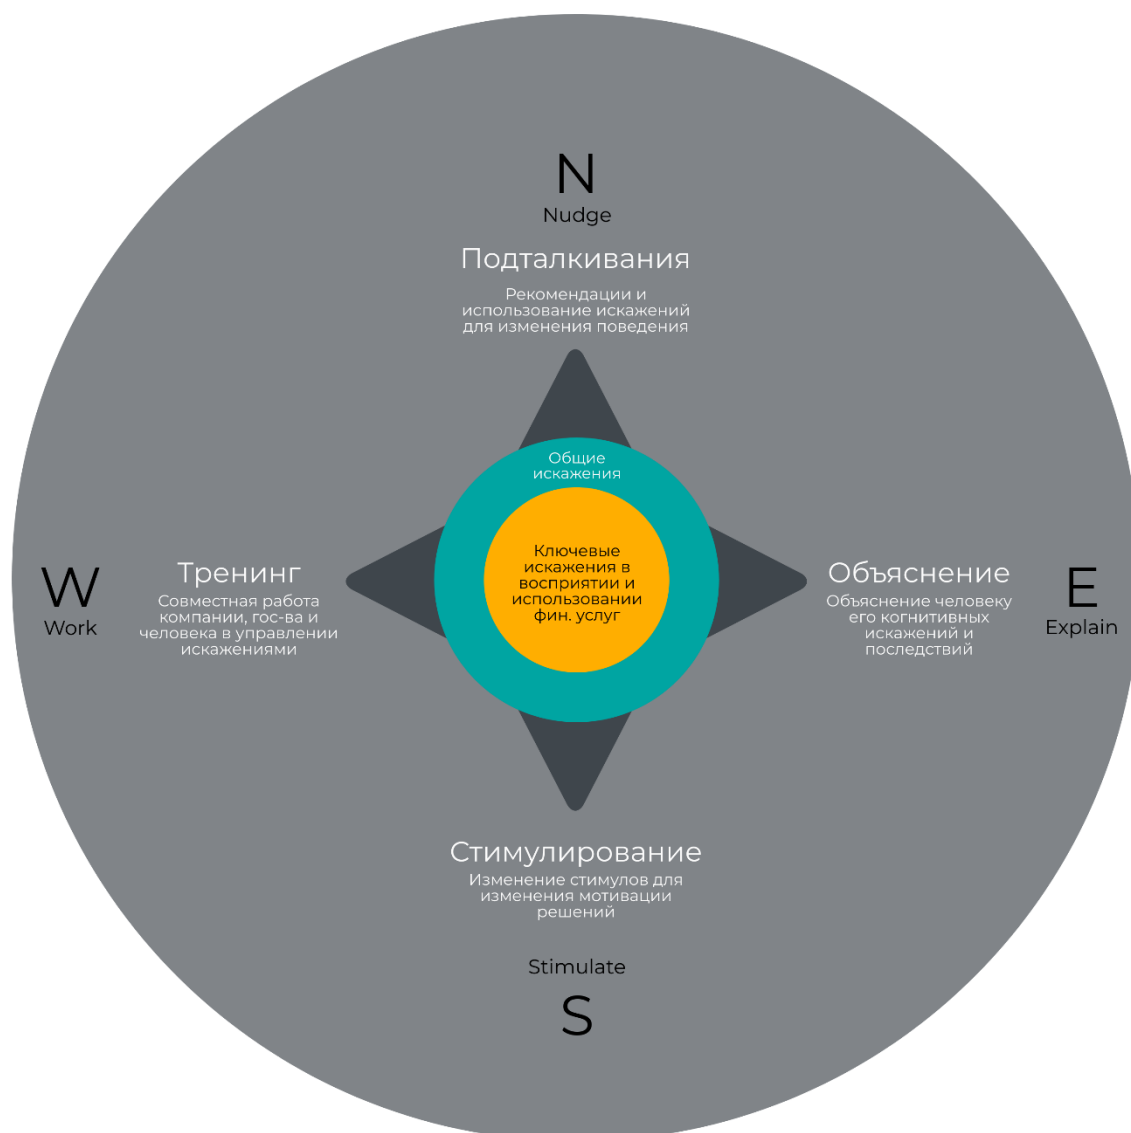 N
Nudge
Подталкивания
Рекомендации и
использование искажений
для изменения поведения
Общие
искажения
Ключевые
искажения в
восприятии и
использовании
фин. услуг
W
Work
Тренинг
Совместная работа
компании, гос-ва и
человека в управлении
искажениями
Объяснение
Объяснение человеку
его когнитивных
искажений и
последствий
E
Explain
Стимулирование
Изменение стимулов для
изменения мотивации
решений
Stimulate
S